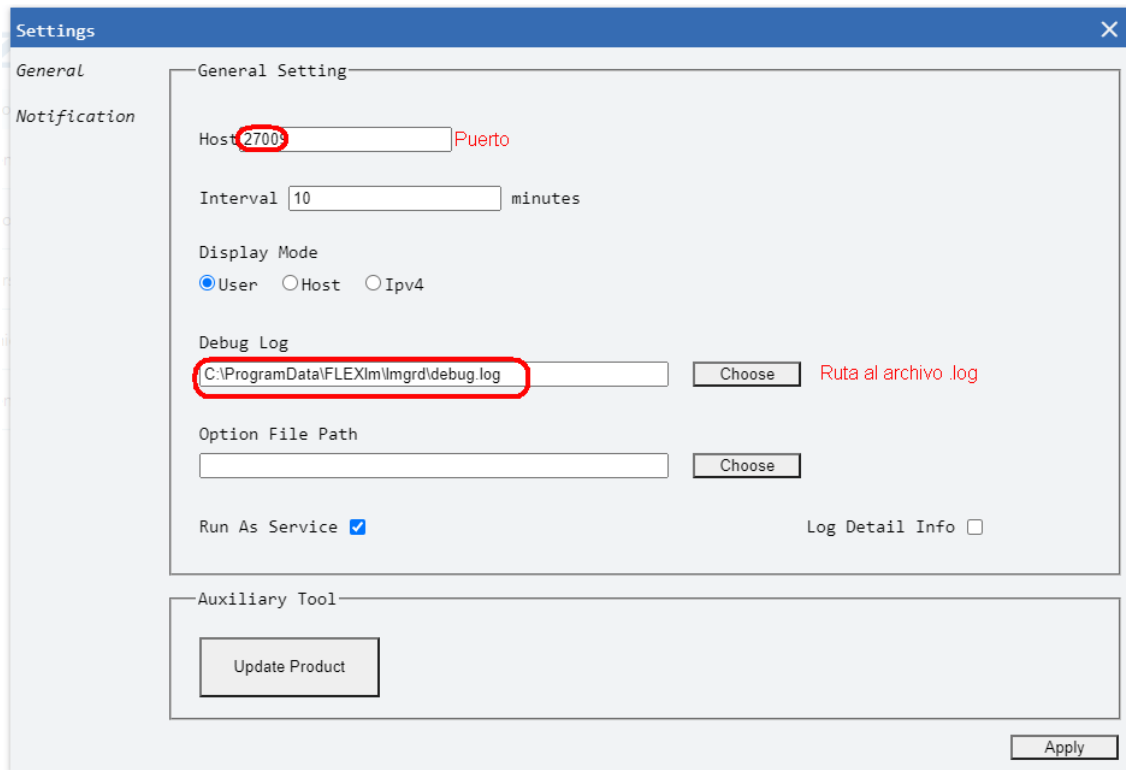 Settings
General
Notification
General Setting
Host 27009 Puerto
Interval 10 minutes
Display Mode
User Host Ipv4
Debug Log
C:\ProgramData\FLEXlm\lmgrd\debug.log Choose Ruta al archivo .log
Option File Path
Choose
Run As Service Log Detail Info
Auxiliary Tool
Update Product
Apply